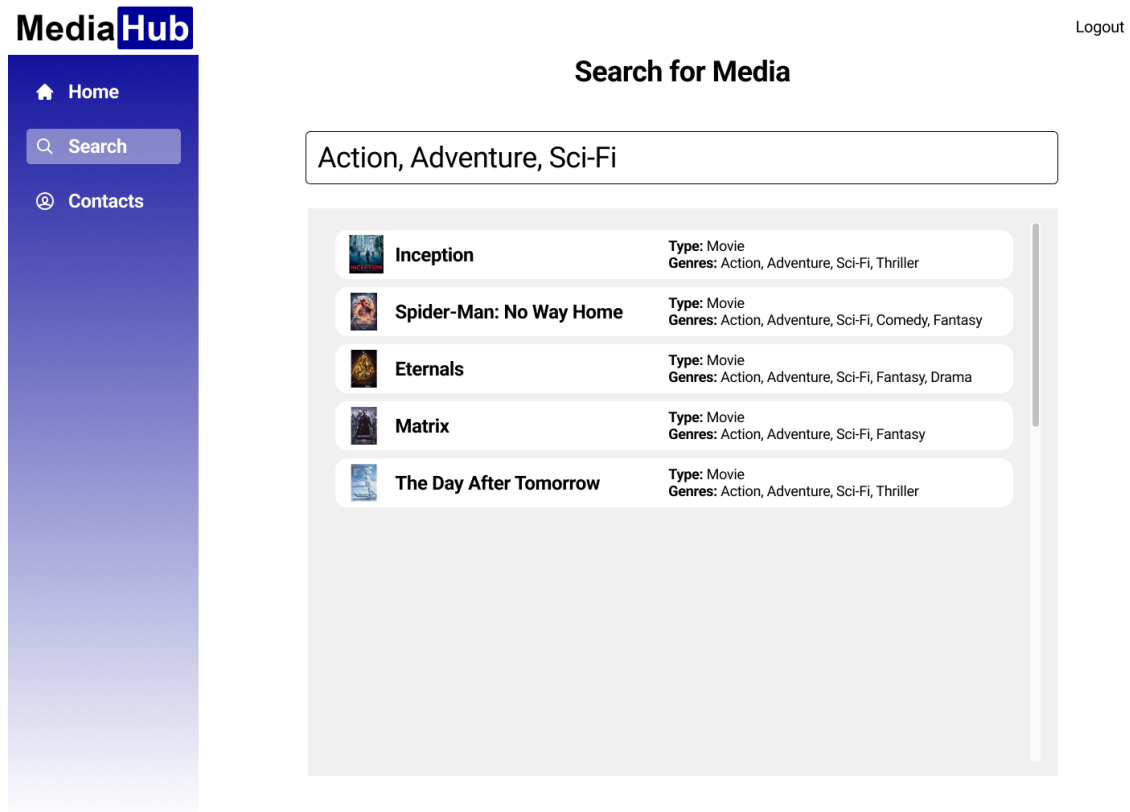 MediaHub
Logout
Home
Search
Contacts
Search for Media
Action, Adventure, Sci-Fi
INCEPTION
Inception
Type: Movie
Genres: Action, Adventure, Sci-Fi, Thriller
Spider-Man: No Way Home
Type: Movie
Genres: Action, Adventure, Sci-Fi, Comedy, Fantasy
Eternals
Type: Movie
Genres: Action, Adventure, Sci-Fi, Fantasy, Drama
Matrix
Type: Movie
Genres: Action, Adventure, Sci-Fi, Fantasy
The Day After Tomorrow
Type: Movie
Genres: Action, Adventure, Sci-Fi, Thriller